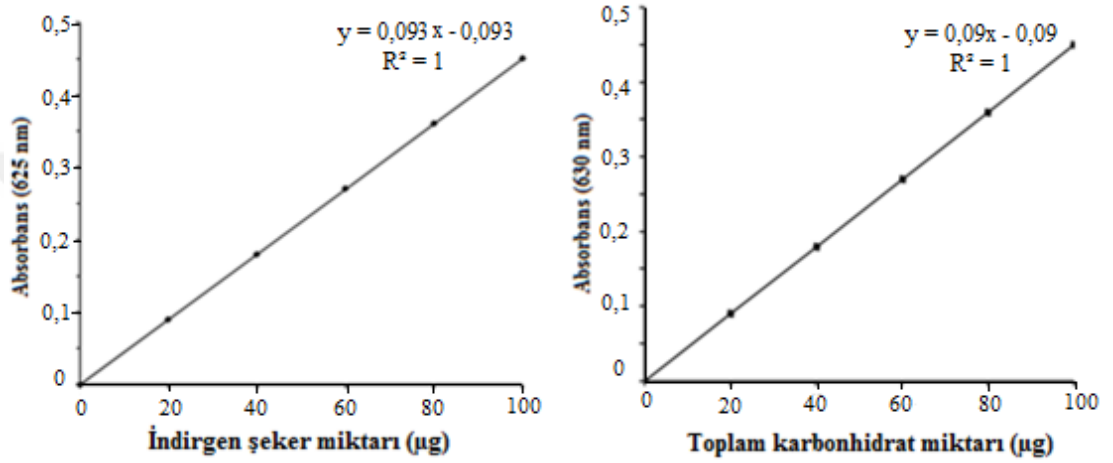 0,5
y = 0,093 x - 0,093
R² = 1
0,4
0,3
0,2
0,1
0
0 20 40 60 80 100
Absorbans (625 nm)
İndirgen şeker miktarı (µg)
0,5
y = 0,09x - 0,09
R² = 1
0,4
0,3
0,2
0,1
0
0 20 40 60 80 100
Absorbans (630 nm)
Toplam karbonhidrat miktarı (µg)